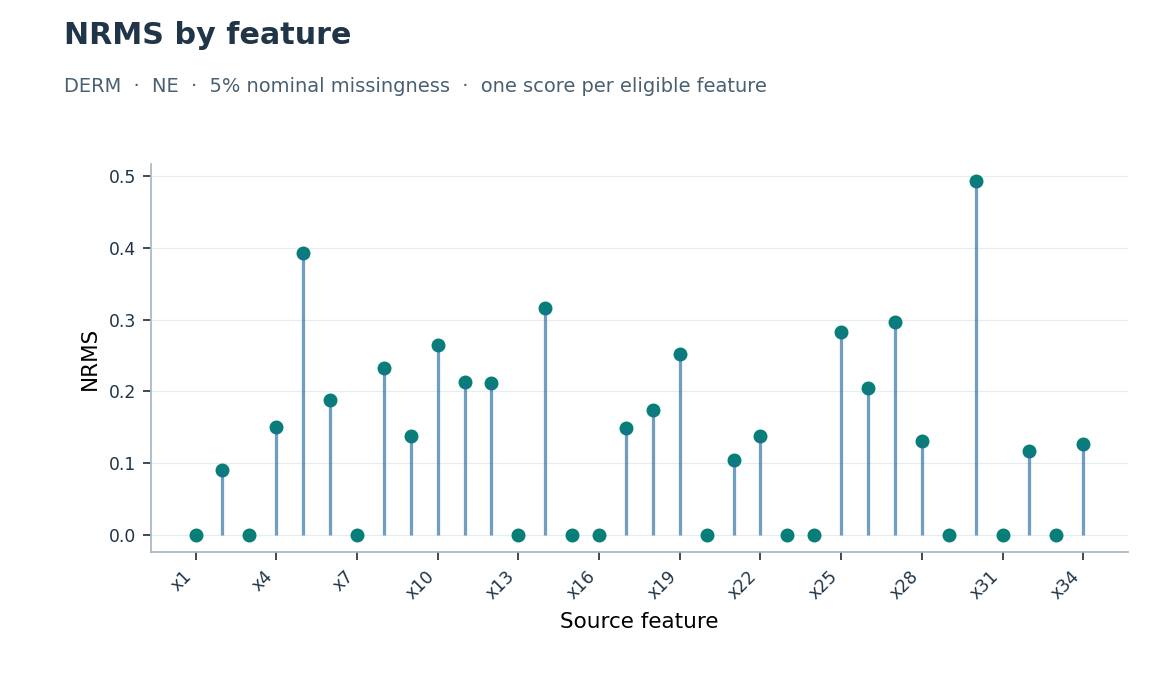 NRMS by feature
DERM · NE · 5% nominal missingness · one score per eligible feature
0.5
0.4
0.3
0.2
0.1
0.0
NRMS
x1 x4 x7 x10 x13 x16 x19 x22 x25 x28 x31 x34
Source feature